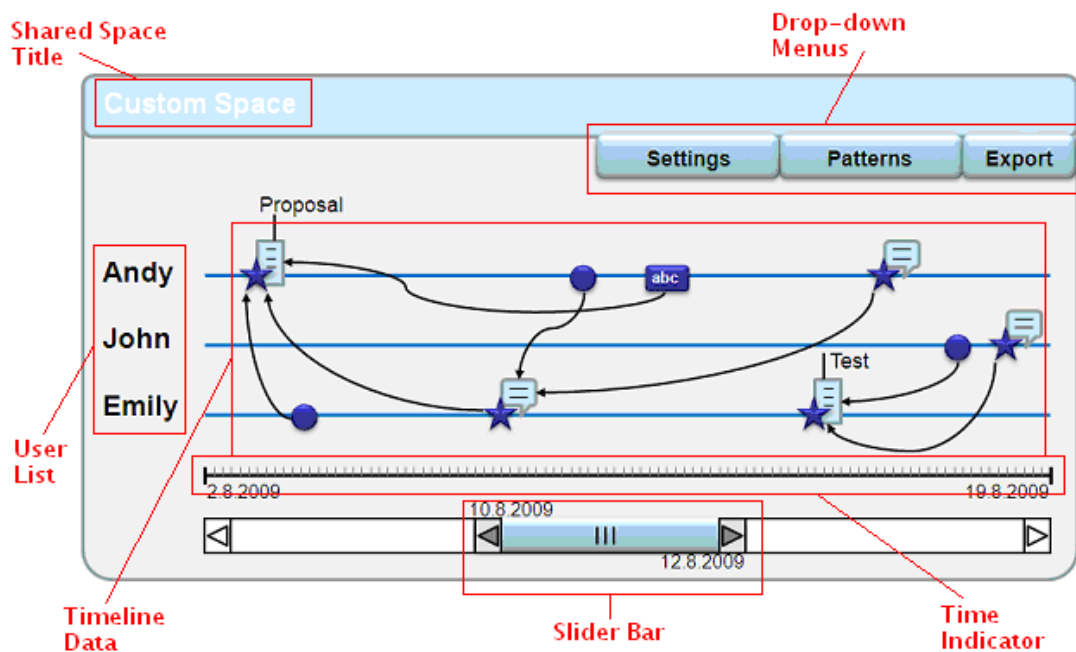 Shared Space
Title
Drop-down
Menus
Custom Space
Settings
Patterns
Export
Proposal
Andy
abc
John
Test
Emily
User
List
2.8.2009
19.8.2009
10.8.2009
12.8.2009
Timeline
Data
Slider Bar
Time
Indicator